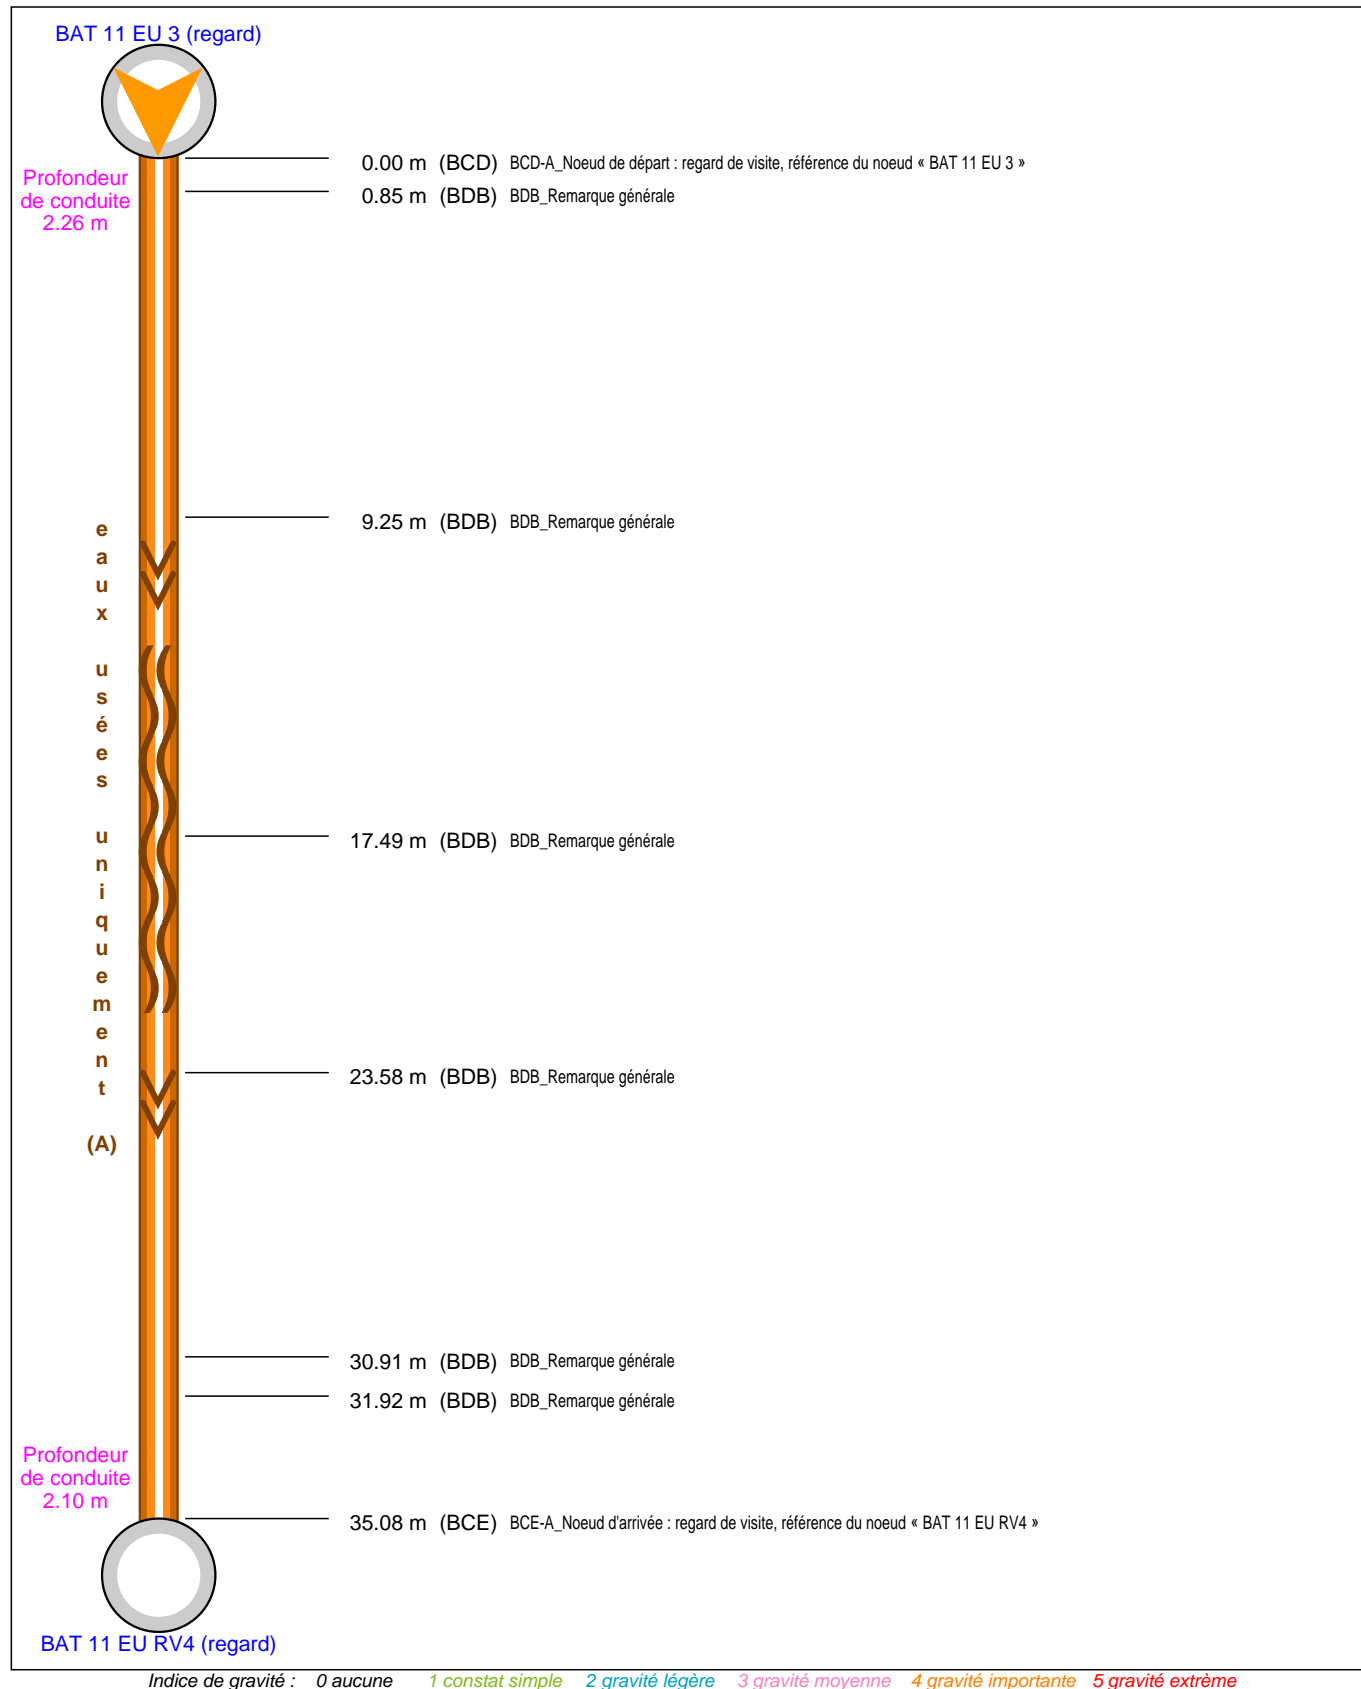 BAT 11 EU 3 (regard)
0.00 m (BCD) BCD-A_Noeud de départ : regard de visite, référence du noeud « BAT 11 EU 3 »
Profondeur
de conduite
2.26 m
0.85 m (BDB) BDB_Remarque générale
9.25 m (BDB) BDB_Remarque générale
eaux usées uniquement (A)
17.49 m (BDB) BDB_Remarque générale
23.58 m (BDB) BDB_Remarque générale
30.91 m (BDB) BDB_Remarque générale
31.92 m (BDB) BDB_Remarque générale
Profondeur
de conduite
2.10 m
35.08 m (BCE) BCE-A_Noeud d'arrivée : regard de visite, référence du noeud « BAT 11 EU RV4 »
BAT 11 EU RV4 (regard)
Indice de gravité : 0 aucune 1 constat simple 2 gravité légère 3 gravité moyenne 4 gravité importante 5 gravité extrème